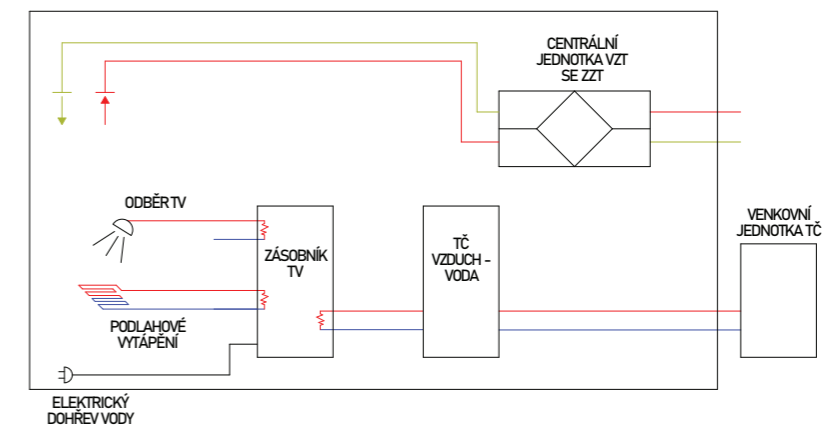 CENTRÁLNÍ
JEDNOTKA VZT
SE ZZT
ODBĚR TV
ZÁSOBNÍK
TV
TČ
VZDUCH –
VODA
VENKOVNÍ
JEDNOTKA TČ
PODLAHOVÉ
VYTÁPĚNÍ
ELEKTRICKÝ
DOHŘEV VODY